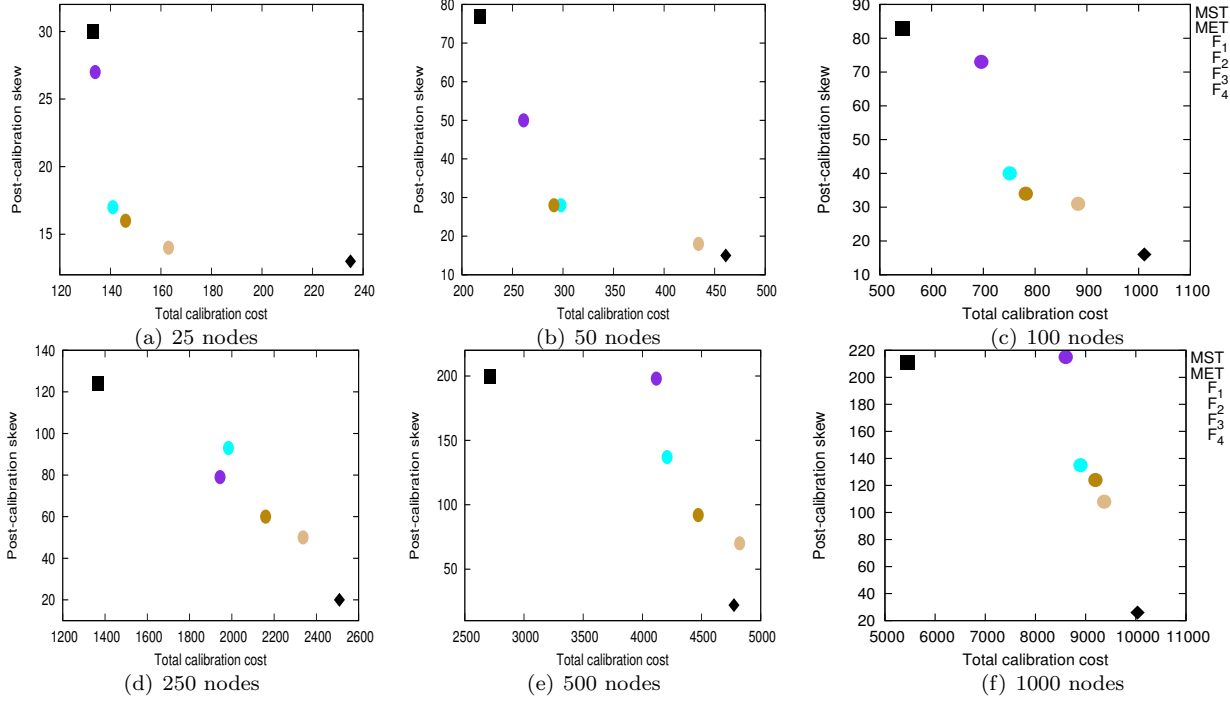 30
25
20
15
120 140 160 180 200 220 240
Post-calibration skew
Total calibration cost
(a) 25 nodes
80
70
60
50
40
30
20
10
200 250 300 350 400 450 500
Post-calibration skew
Total calibration cost
(b) 50 nodes
90
80
70
60
50
40
30
20
10
500 600 700 800 900 1000 1100
Post-calibration skew
Total calibration cost
(c) 100 nodes
MST
MET
F1
F2
F3
F4
140
120
100
80
60
40
20
1200 1400 1600 1800 2000 2200 2400 2600
Post-calibration skew
Total calibration cost
(d) 250 nodes
200
150
100
50
2500 3000 3500 4000 4500 5000
Post-calibration skew
Total calibration cost
(e) 500 nodes
220
200
180
160
140
120
100
80
60
40
20
5000 6000 7000 8000 9000 10000 11000
Post-calibration skew
Total calibration cost
(f) 1000 nodes
MST
MET
F1
F2
F3
F4